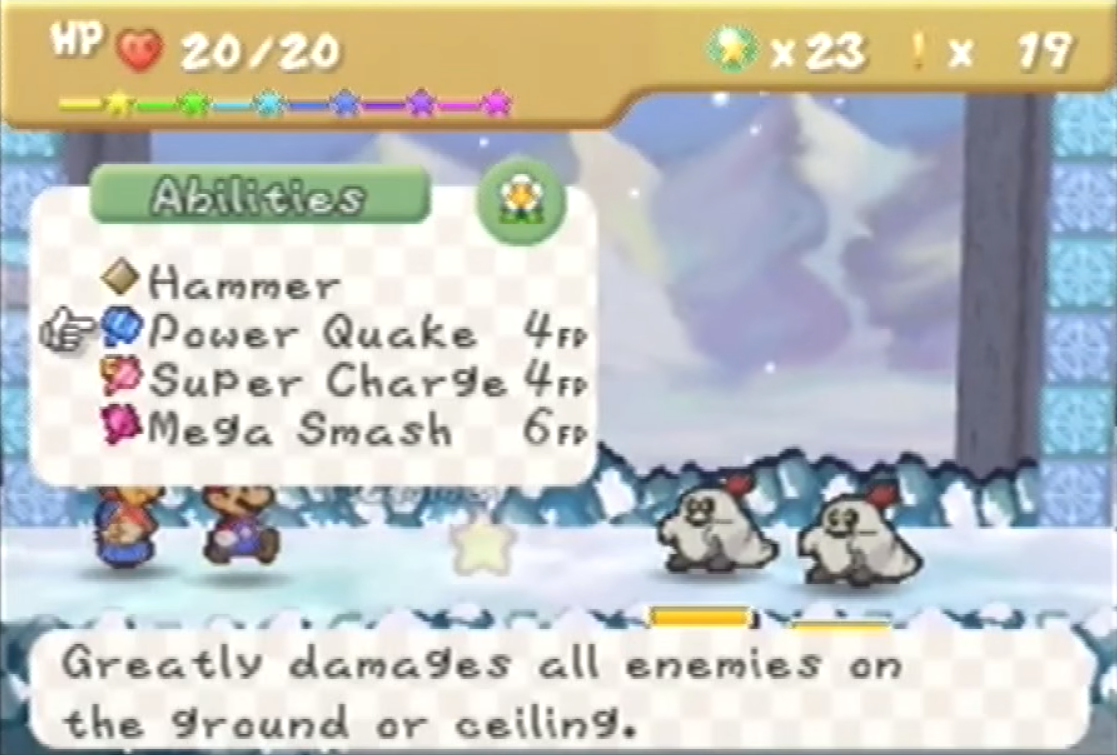 HP 20/20 x23 ! x 19
Abilities
Hammer
Power Quake 4FP
Super Charge 4FP
Mega Smash 6FP
Greatly damages all enemies on
the ground or ceiling.